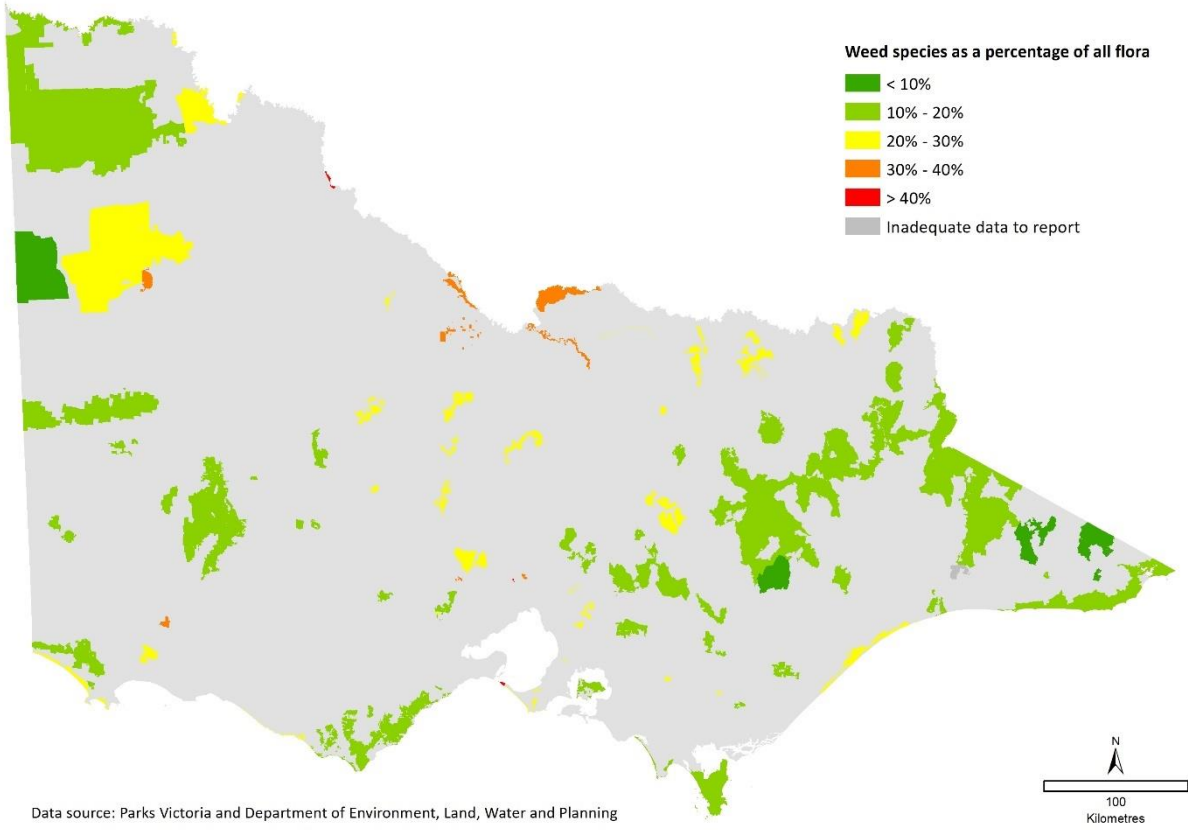 Weed species as a percentage of all flora
< 10%
10% - 20%
20% - 30%
30% - 40%
> 40%
Inadequate data to report
N
100
Kilometres
Data source: Parks Victoria and Department of Environment, Land, Water and Planning